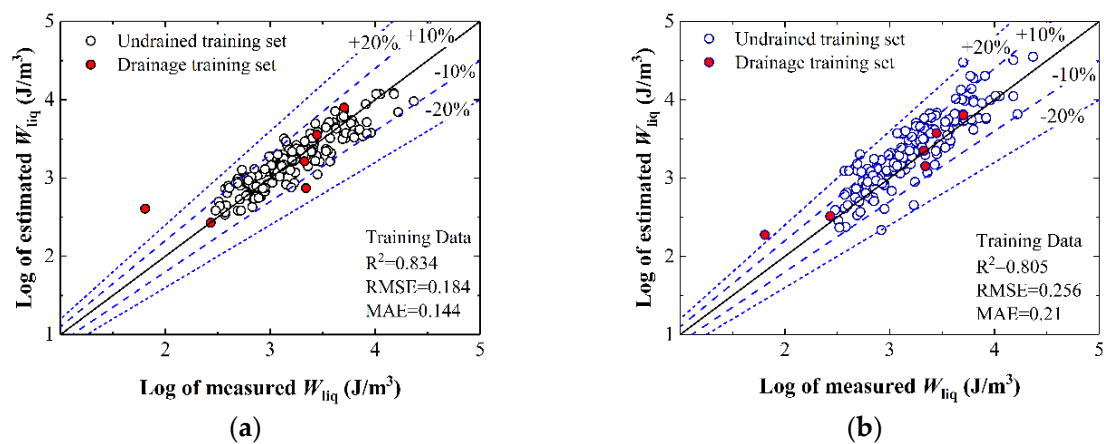 5
4
3
2
1
2
3
4
5
Log of estimated Wliq (J/m³)
Log of measured Wliq (J/m³)
Undrained training set
Drainage training set
+20%
+10%
-10%
-20%
Training Data
R²=0.834
RMSE=0.184
MAE=0.144
(a)
5
4
3
2
1
2
3
4
5
Log of estimated Wliq (J/m³)
Log of measured Wliq (J/m³)
Undrained training set
Drainage training set
+20%
+10%
-10%
-20%
Training Data
R²=0.805
RMSE=0.256
MAE=0.21
(b)